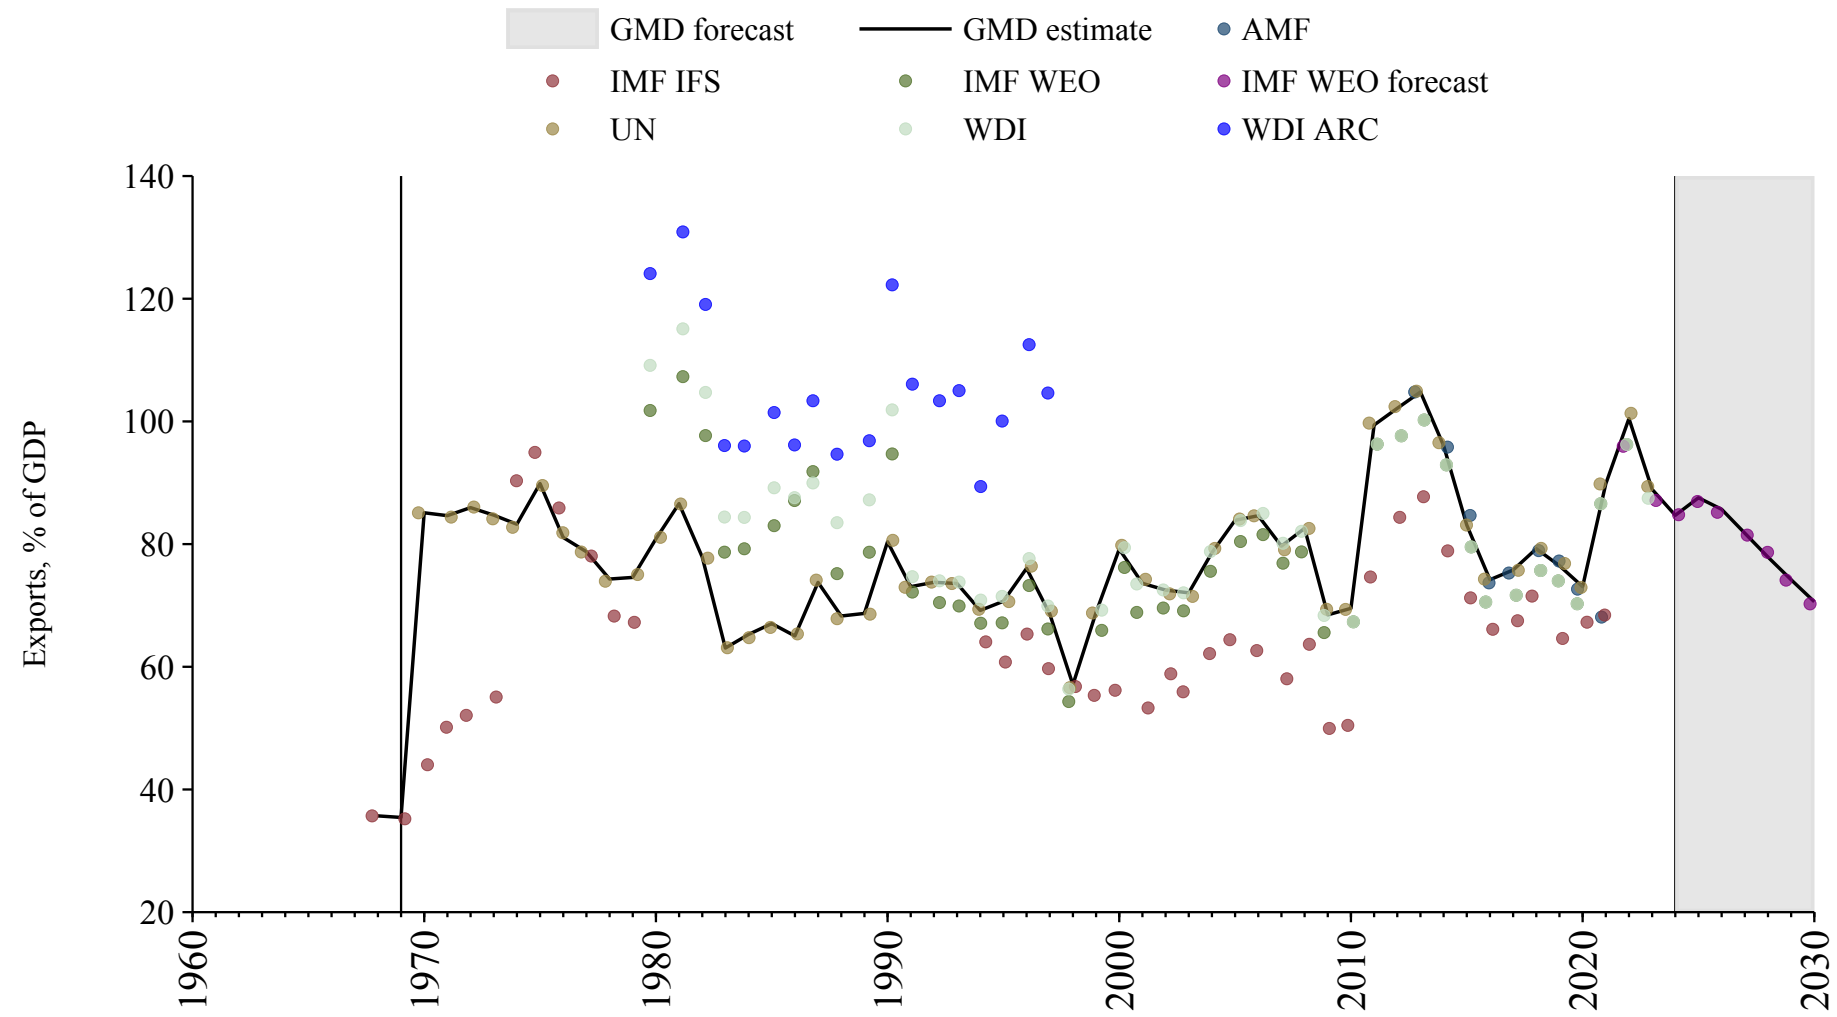 GMD forecast GMD estimate AMF
IMF IFS IMF WEO IMF WEO forecast
UN WDI WDI ARC
Exports, % of GDP
140
120
100
80
60
40
20
1960 1970 1980 1990 2000 2010 2020 2030